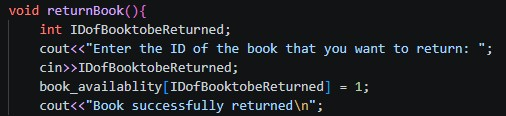 void returnBook(){
    int IDofBooktobeReturned;
    cout<<"Enter the ID of the book that you want to return: ";
    cin>>IDofBooktobeReturned;
    book_availablity[IDofBooktobeReturned] = 1;
    cout<<"Book successfully returned\n";